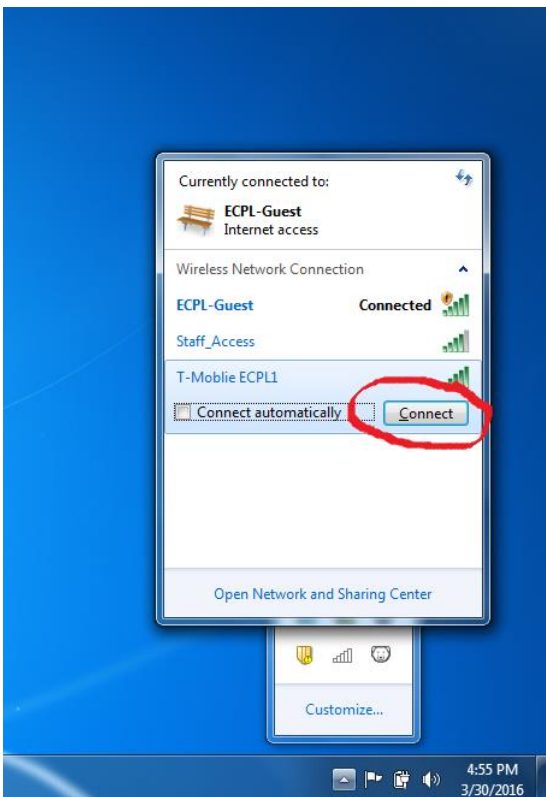 Currently connected to:
ECPL-Guest
Internet access
Wireless Network Connection
ECPL-Guest Connected
Staff_Access
T-Moblie ECPL1
Connect automatically Connect
Open Network and Sharing Center
Customize...
4:55 PM
3/30/2016